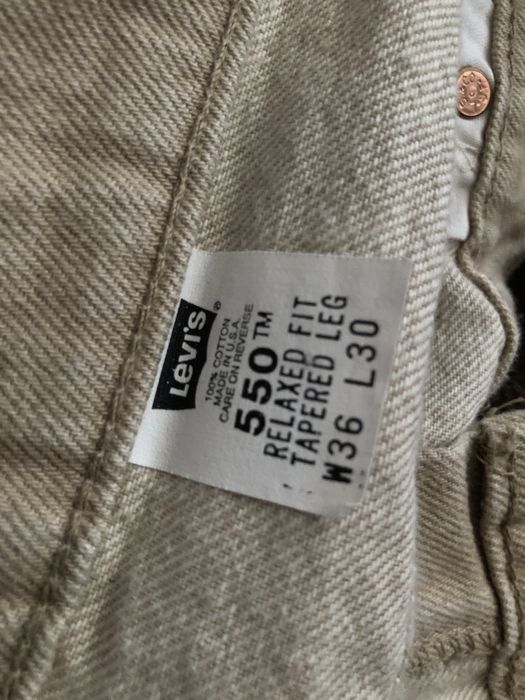 Levi's ®
100% COTTON
MADE IN U.S.A.
CARE ON REVERSE
550™
RELAXED FIT
TAPERED LEG
W36 L30